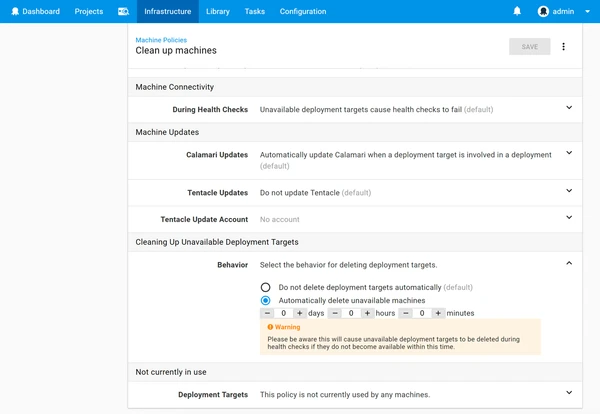 Dashboard Projects Infrastructure Library Tasks Configuration admin
Machine Policies
Clean up machines
SAVE
Machine Connectivity
During Health Checks Unavailable deployment targets cause health checks to fail (default)
Machine Updates
Calamari Updates Automatically update Calamari when a deployment target is involved in a deployment
(default)
Tentacle Updates Do not update Tentacle (default)
Tentacle Update Account No account
Cleaning Up Unavailable Deployment Targets
Behavior Select the behavior for deleting deployment targets.
Do not delete deployment targets automatically (default)
Automatically delete unavailable machines
− 0 + days − 0 + hours − 0 + minutes
Warning
Please be aware this will cause unavailable deployment targets to be deleted during
health checks if they do not become available within this time.
Not currently in use
Deployment Targets This policy is not currently used by any machines.